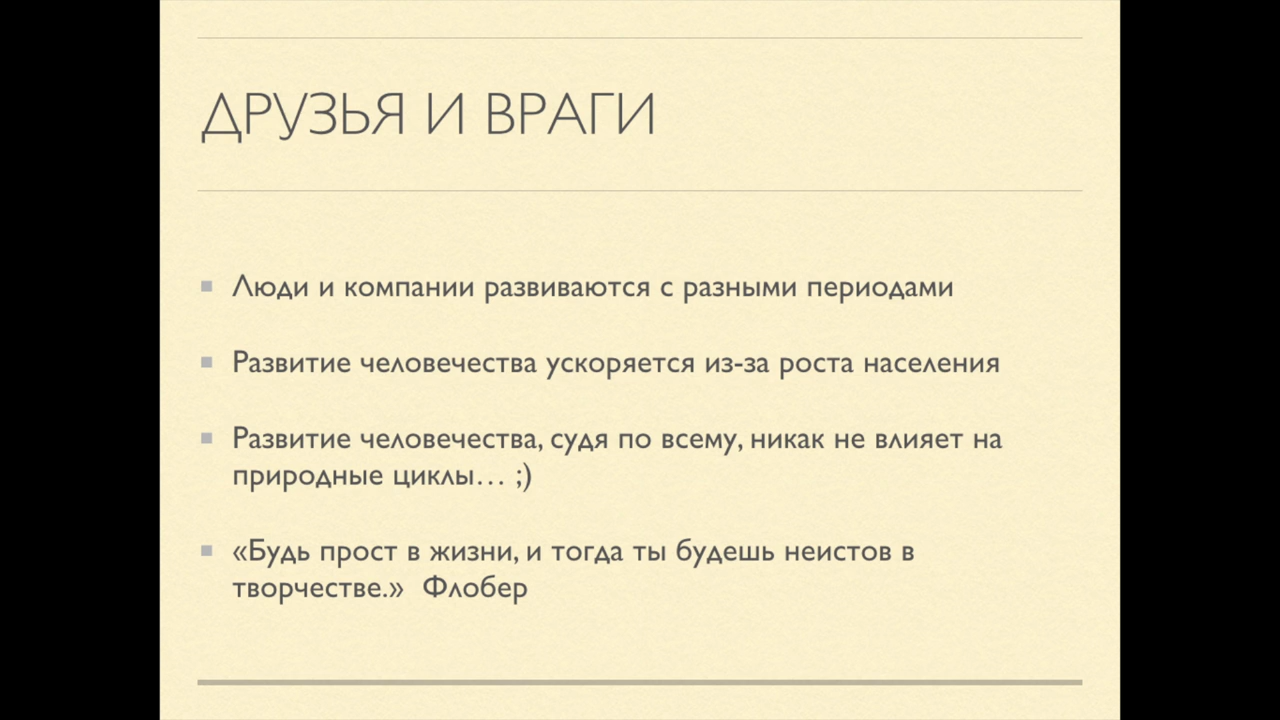 ДРУЗЬЯ И ВРАГИ
Люди и компании развиваются с разными периодами
Развитие человечества ускоряется из-за роста населения
Развитие человечества, судя по всему, никак не влияет на
природные циклы… ;)
«Будь прост в жизни, и тогда ты будешь неистов в
творчестве.» Флобер